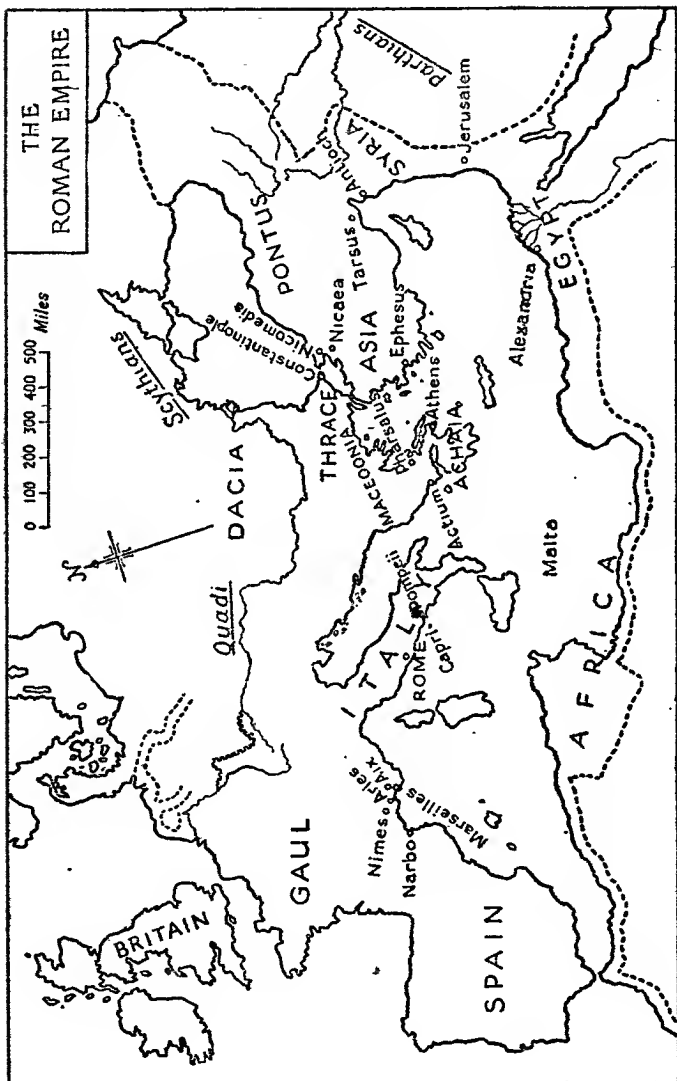 THE
ROMAN EMPIRE
0 100 200 300 400 500 Miles
N
Scythians
Parthians
Quadi
DACIA
PONTUS
Constantinople
Nicomedia
Nicaea
THRACE
ASIA
Tarsus
Antioch
SYRIA
Jerusalem
Ephesus
MACEDONIA
Pharsalus
Athens
ACHAIA
Actium
Alexandria
EGYPT
BRITAIN
GAUL
ITALY
ROME
Pompeii
Capri
Nimes
Arles
Aix
Narbo
Marseilles
SPAIN
Malta
AFRICA